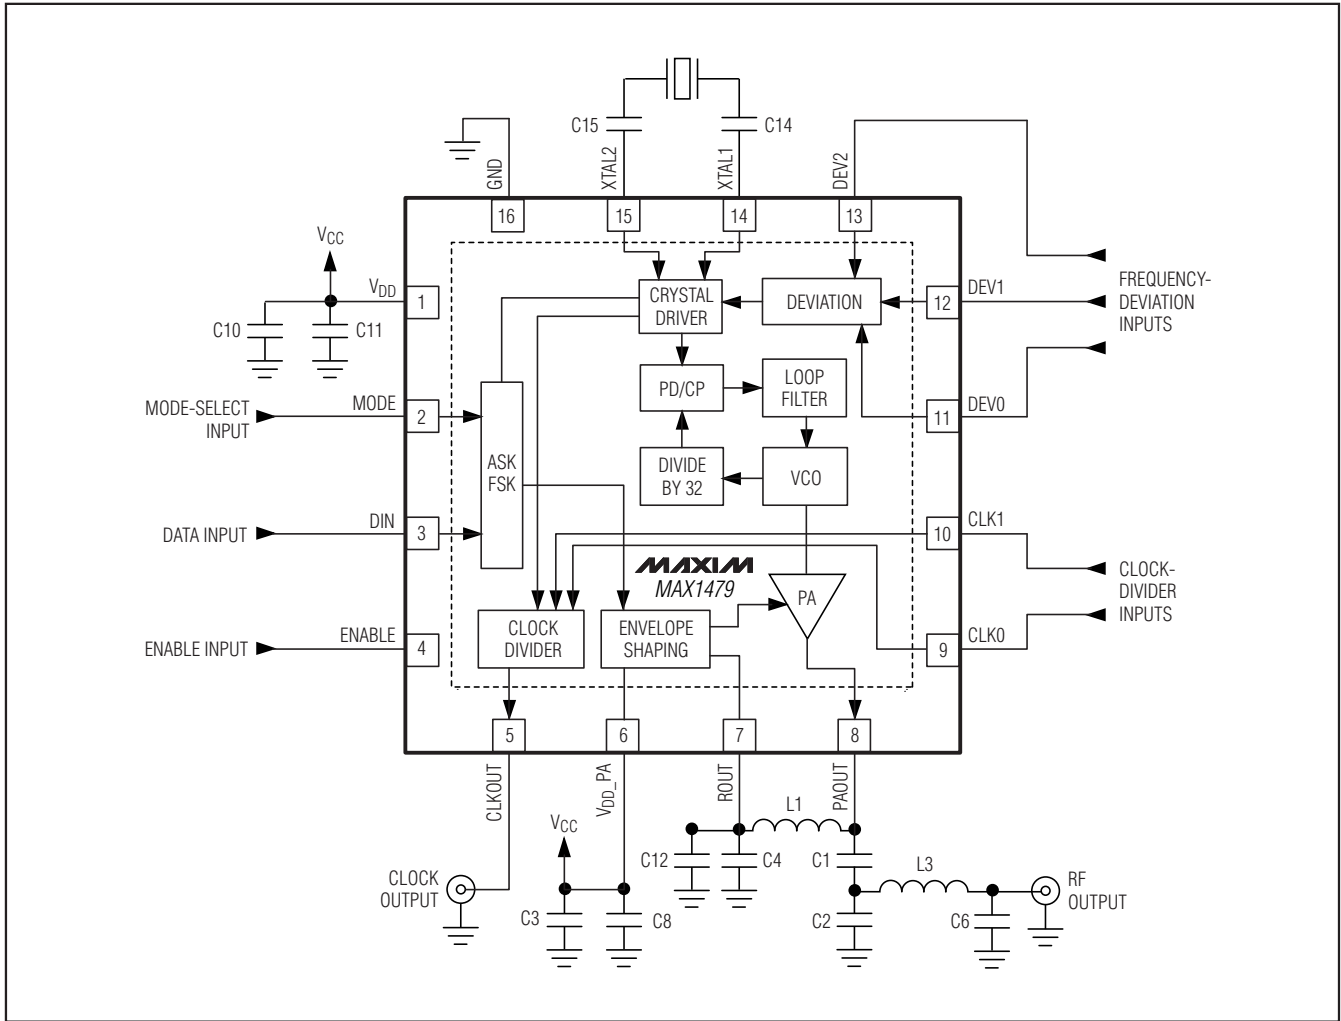 C15
C14
GND
XTAL2
XTAL1
DEV2
16
15
14
13
VCC
VDD
1
C10
C11
CRYSTAL
DRIVER
DEVIATION
12
DEV1
FREQUENCY-
DEVIATION
INPUTS
MODE-SELECT
INPUT
MODE
2
PD/CP
LOOP
FILTER
11
DEV0
ASK
FSK
DIVIDE
BY 32
VCO
DATA INPUT
DIN
3
10
CLK1
MAXIM
MAX1479
PA
CLOCK-
DIVIDER
INPUTS
ENABLE INPUT
ENABLE
4
CLOCK
DIVIDER
ENVELOPE
SHAPING
9
CLK0
5
6
7
8
CLKOUT
VDD_PA
ROUT
PAOUT
L1
VCC
C12
C4
C1
L3
CLOCK
OUTPUT
RF
OUTPUT
C3
C8
C2
C6